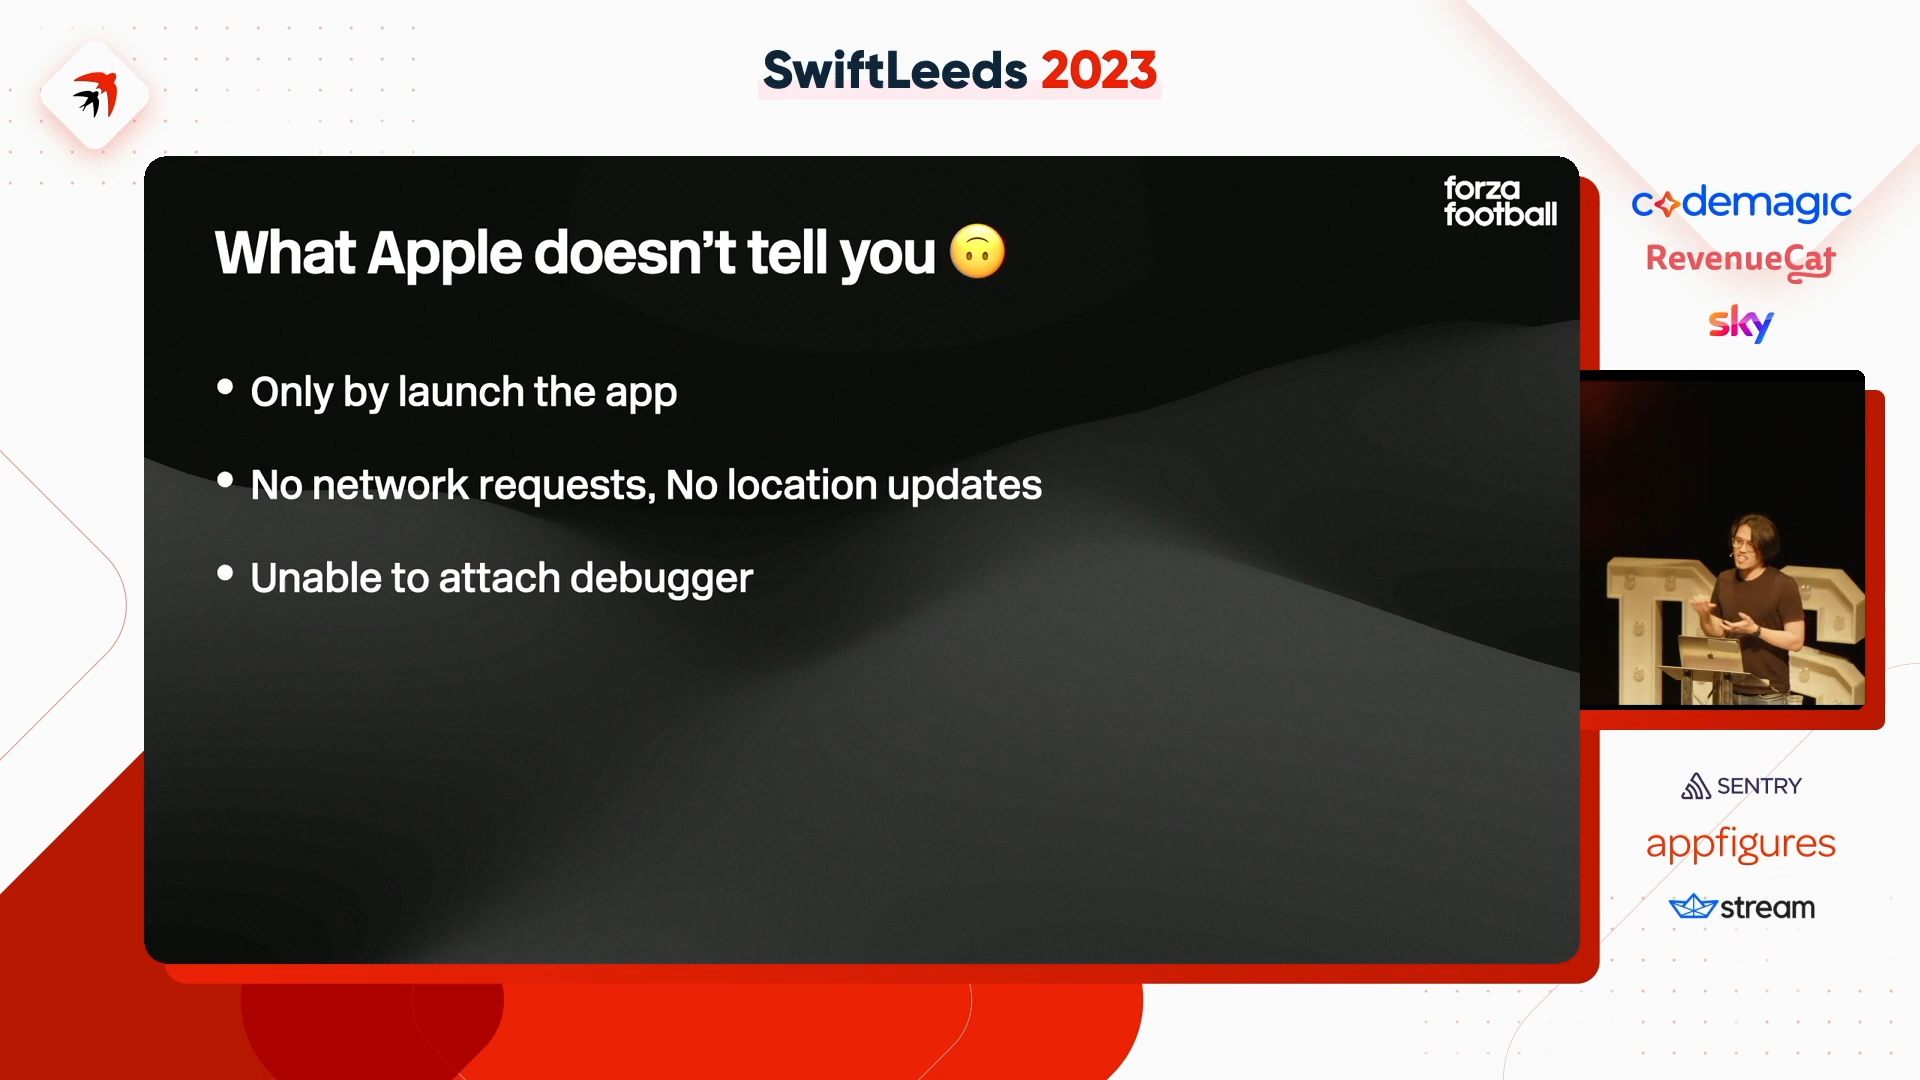 SwiftLeeds 2023
forza
football
What Apple doesn’t tell you 🙃
• Only by launch the app
• No network requests, No location updates
• Unable to attach debugger
codemagic
RevenueCat
sky
SENTRY
appfigures
stream